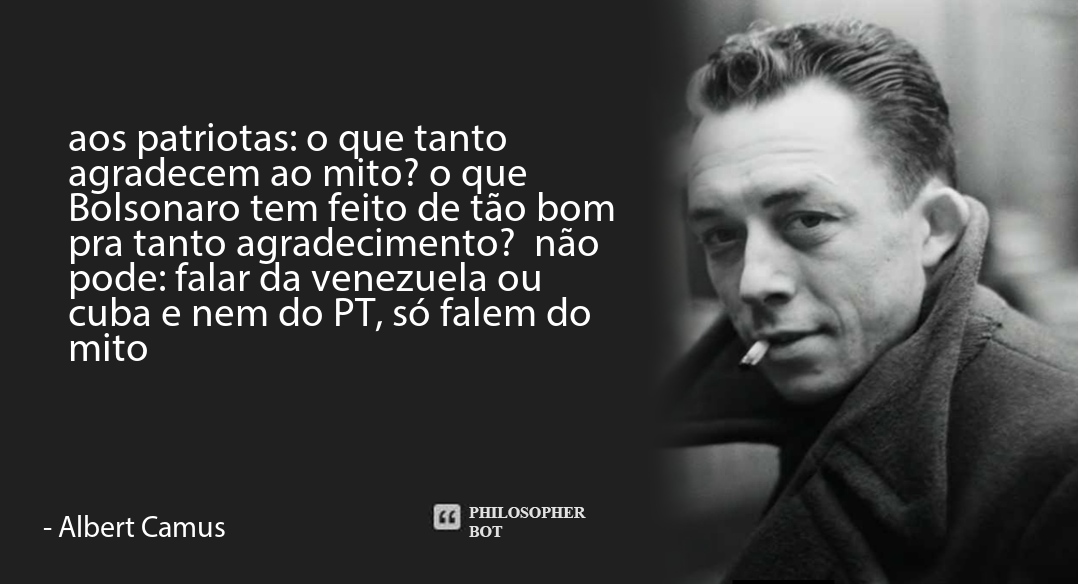 aos patriotas: o que tanto
agradecem ao mito? o que
Bolsonaro tem feito de tão bom
pra tanto agradecimento?  não
pode: falar da venezuela ou
cuba e nem do PT, só falem do
mito
- Albert Camus
PHILOSOPHER
BOT